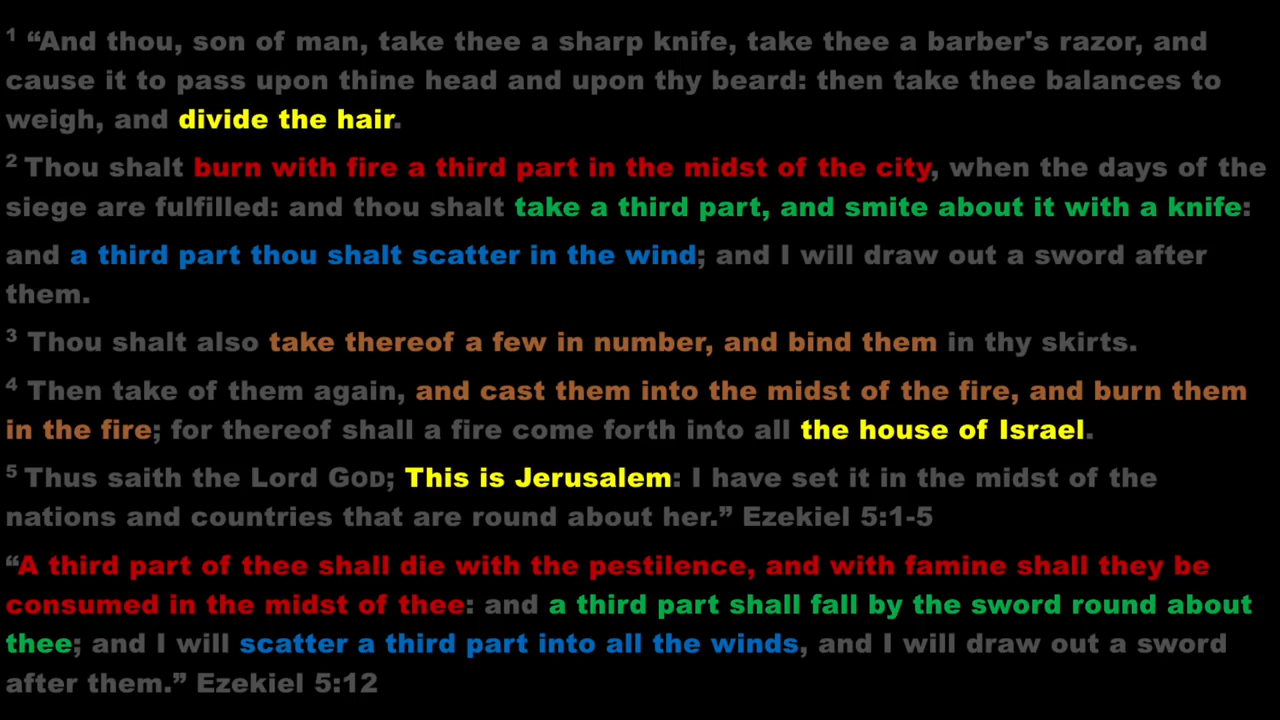 1 “And thou, son of man, take thee a sharp knife, take thee a barber's razor, and
cause it to pass upon thine head and upon thy beard: then take thee balances to
weigh, and divide the hair.
2 Thou shalt burn with fire a third part in the midst of the city, when the days of the
siege are fulfilled: and thou shalt take a third part, and smite about it with a knife:
and a third part thou shalt scatter in the wind; and I will draw out a sword after
them.
3 Thou shalt also take thereof a few in number, and bind them in thy skirts.
4 Then take of them again, and cast them into the midst of the fire, and burn them
in the fire; for thereof shall a fire come forth into all the house of Israel.
5 Thus saith the Lord GOD; This is Jerusalem: I have set it in the midst of the
nations and countries that are round about her.” Ezekiel 5:1-5
“A third part of thee shall die with the pestilence, and with famine shall they be
consumed in the midst of thee: and a third part shall fall by the sword round about
thee; and I will scatter a third part into all the winds, and I will draw out a sword
after them.” Ezekiel 5:12